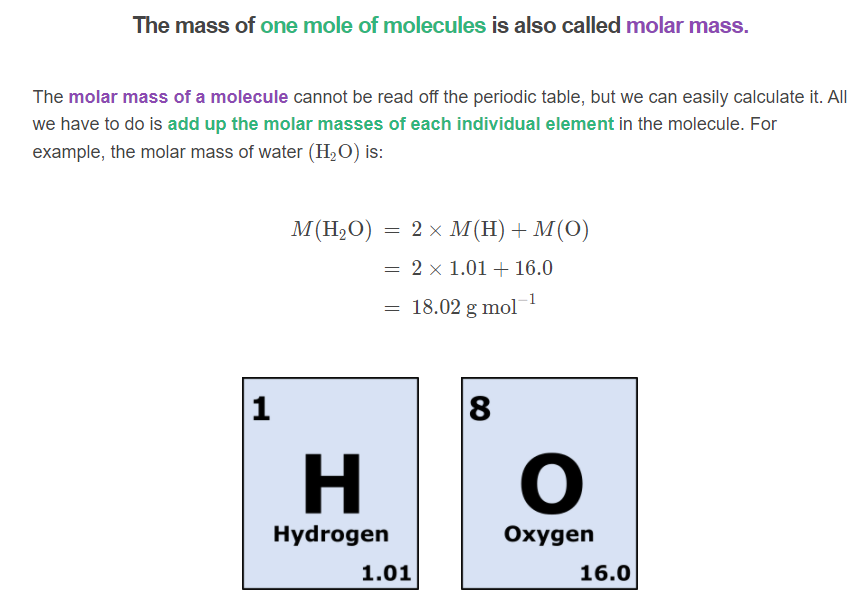 The mass of one mole of molecules is also called molar mass.
The molar mass of a molecule cannot be read off the periodic table, but we can easily calculate it. All
we have to do is add up the molar masses of each individual element in the molecule. For
example, the molar mass of water (H₂O) is:
M(H₂O) = 2 × M(H) + M(O)
= 2 × 1.01 + 16.0
= 18.02 g mol⁻¹
1
H
Hydrogen
1.01
8
O
Oxygen
16.0